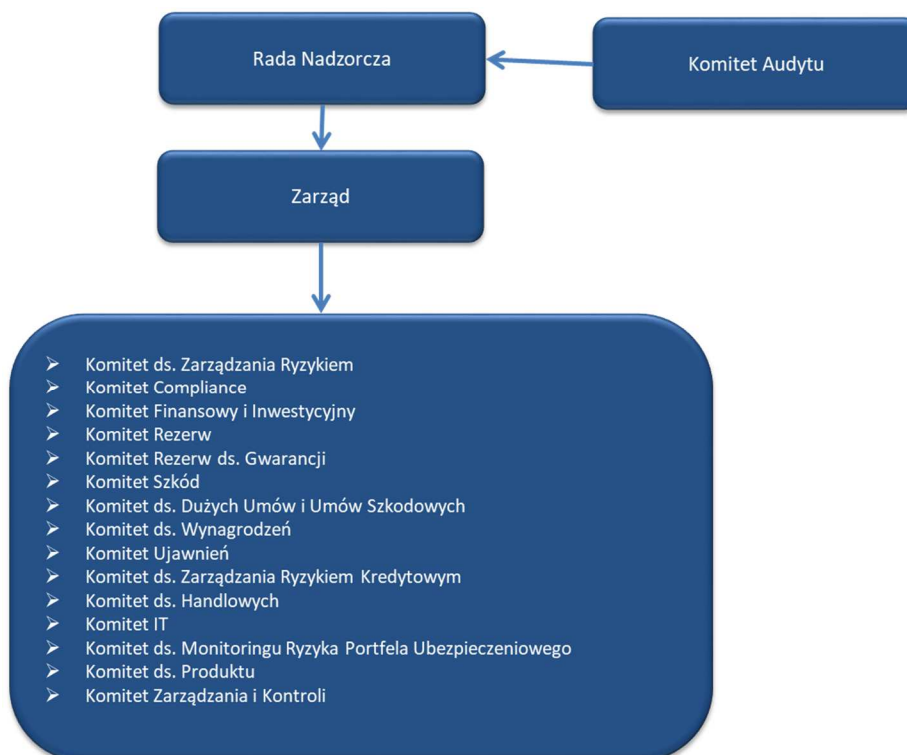 Rada Nadzorcza
Komitet Audytu
Zarząd
Komitet ds. Zarządzania Ryzykiem
Komitet Compliance
Komitet Finansowy i Inwestycyjny
Komitet Rezerw
Komitet Rezerw ds. Gwarancji
Komitet Szkód
Komitet ds. Dużych Umów i Umów Szkodowych
Komitet ds. Wynagrodzeń
Komitet Ujawnień
Komitet ds. Zarządzania Ryzykiem Kredytowym
Komitet ds. Handlowych
Komitet IT
Komitet ds. Monitoringu Ryzyka Portfela Ubezpieczeniowego
Komitet ds. Produktu
Komitet Zarządzania i Kontroli